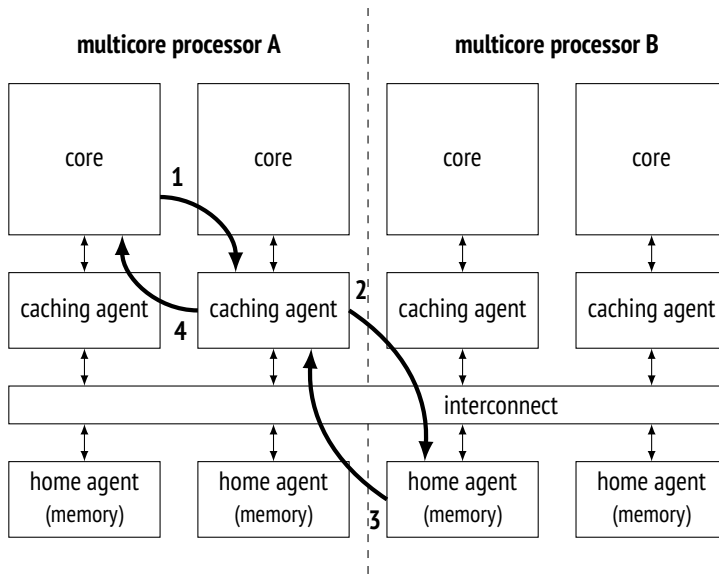 multicore processor A
multicore processor B
core
core
core
core
1
caching agent
caching agent
caching agent
caching agent
2
4
interconnect
home agent
(memory)
home agent
(memory)
home agent
(memory)
home agent
(memory)
3